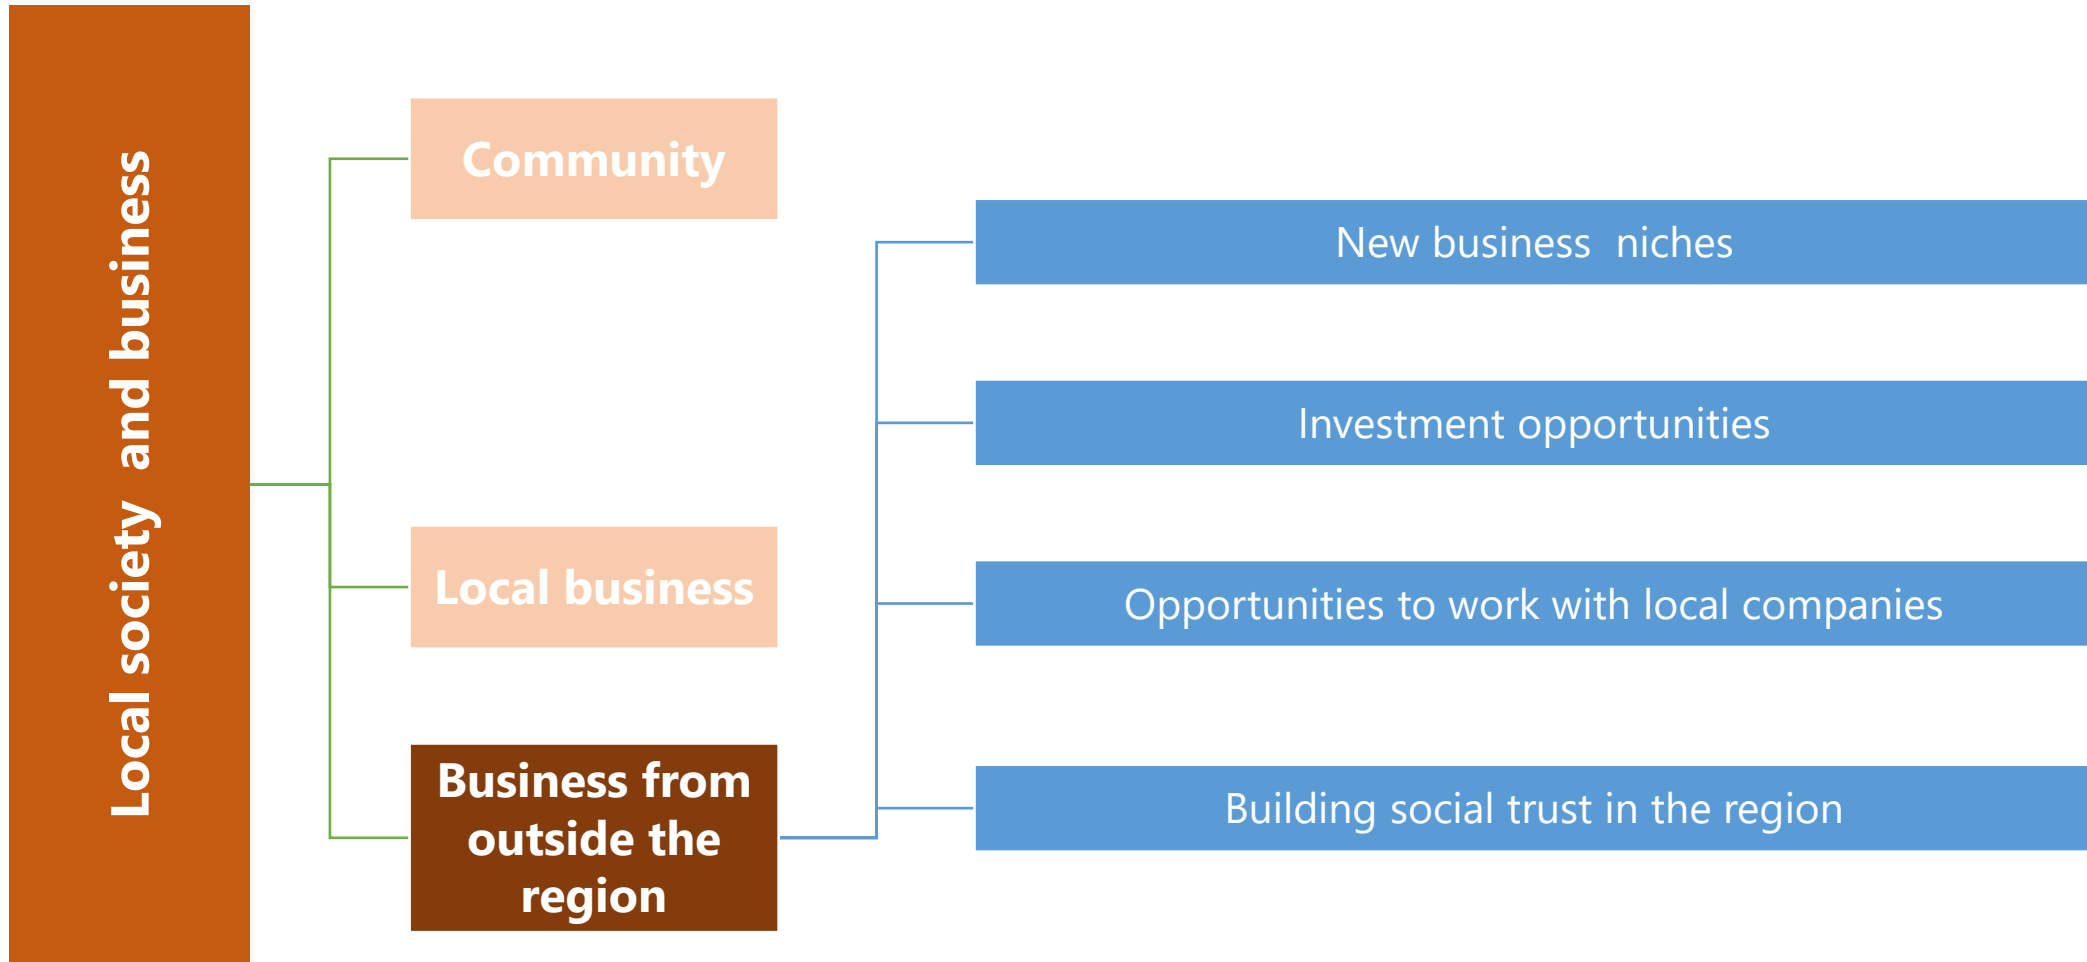 Local society  and business
Community
Local business
Business from
outside the
region
New business  niches
Investment opportunities
Opportunities to work with local companies
Building social trust in the region